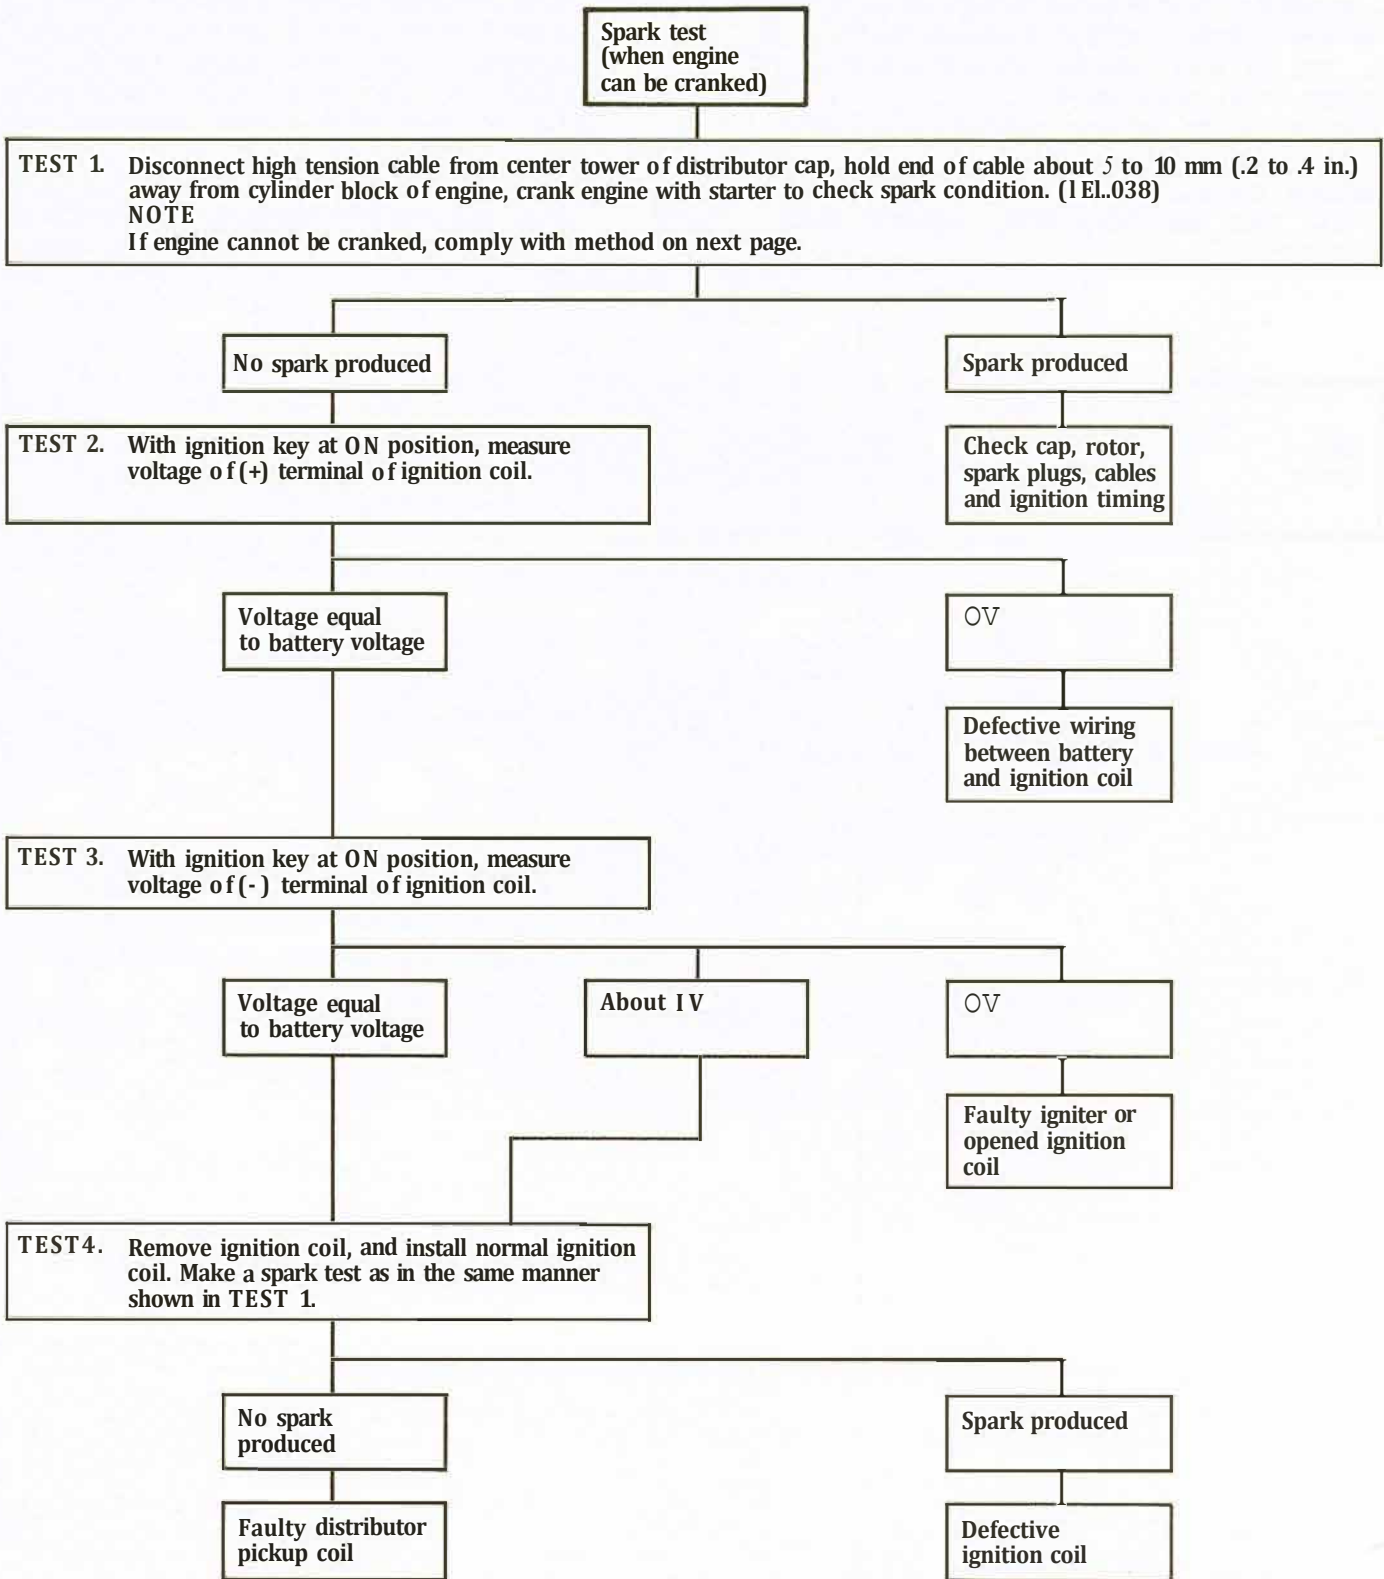 Spark test
(when engine
can be cranked)
TEST 1. Disconnect high tension cable from center tower of distributor cap, hold end of cable about 5 to 10 mm (.2 to .4 in.)
away from cylinder block of engine, crank engine with starter to check spark condition. (l El..038)
NOTE
If engine cannot be cranked, comply with method on next page.
No spark produced
Spark produced
TEST 2. With ignition key at ON position, measure
voltage of (+) terminal of ignition coil.
Check cap, rotor,
spark plugs, cables
and ignition timing
Voltage equal
to battery voltage
OV
Defective wiring
between battery
and ignition coil
TEST 3. With ignition key at ON position, measure
voltage of (-) terminal of ignition coil.
Voltage equal
to battery voltage
About IV
OV
Faulty igniter or
opened ignition
coil
TEST4. Remove ignition coil, and install normal ignition
coil. Make a spark test as in the same manner
shown in TEST 1.
No spark
produced
Spark produced
Faulty distributor
pickup coil
Defective
ignition coil